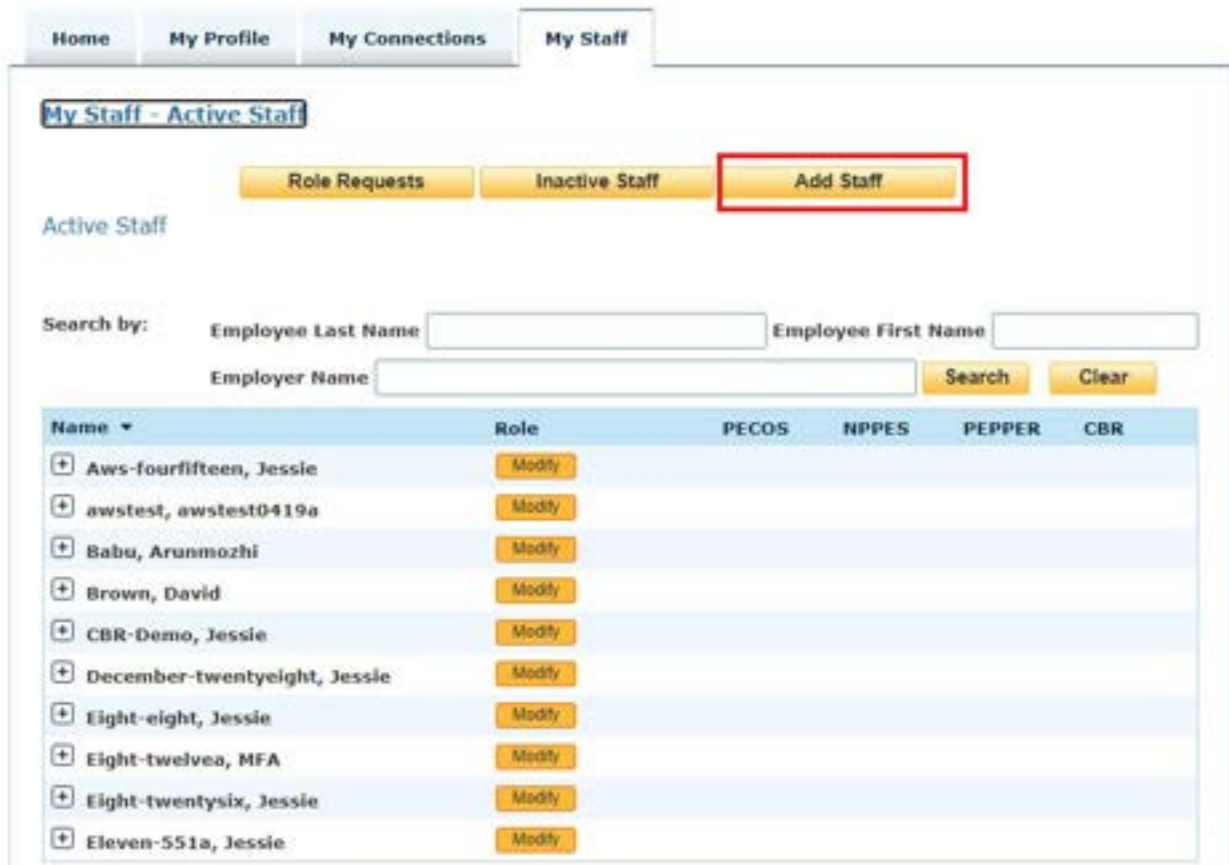 Home My Profile My Connections My Staff
My Staff - Active Staff
Role Requests Inactive Staff Add Staff
Active Staff
Search by: Employee Last Name Employee First Name
Employer Name Search Clear
Name Role PECOS NPPES PEPPER CBR
Aws-fourfifteen, Jessie Modify
awstest, awstest0419a Modify
Babu, Arunmozhi Modify
Brown, David Modify
CBR-Demo, Jessie Modify
December-twentyeight, Jessie Modify
Eight-eight, Jessie Modify
Eight-twelvea, MFA Modify
Eight-twentysix, Jessie Modify
Eleven-551a, Jessie Modify